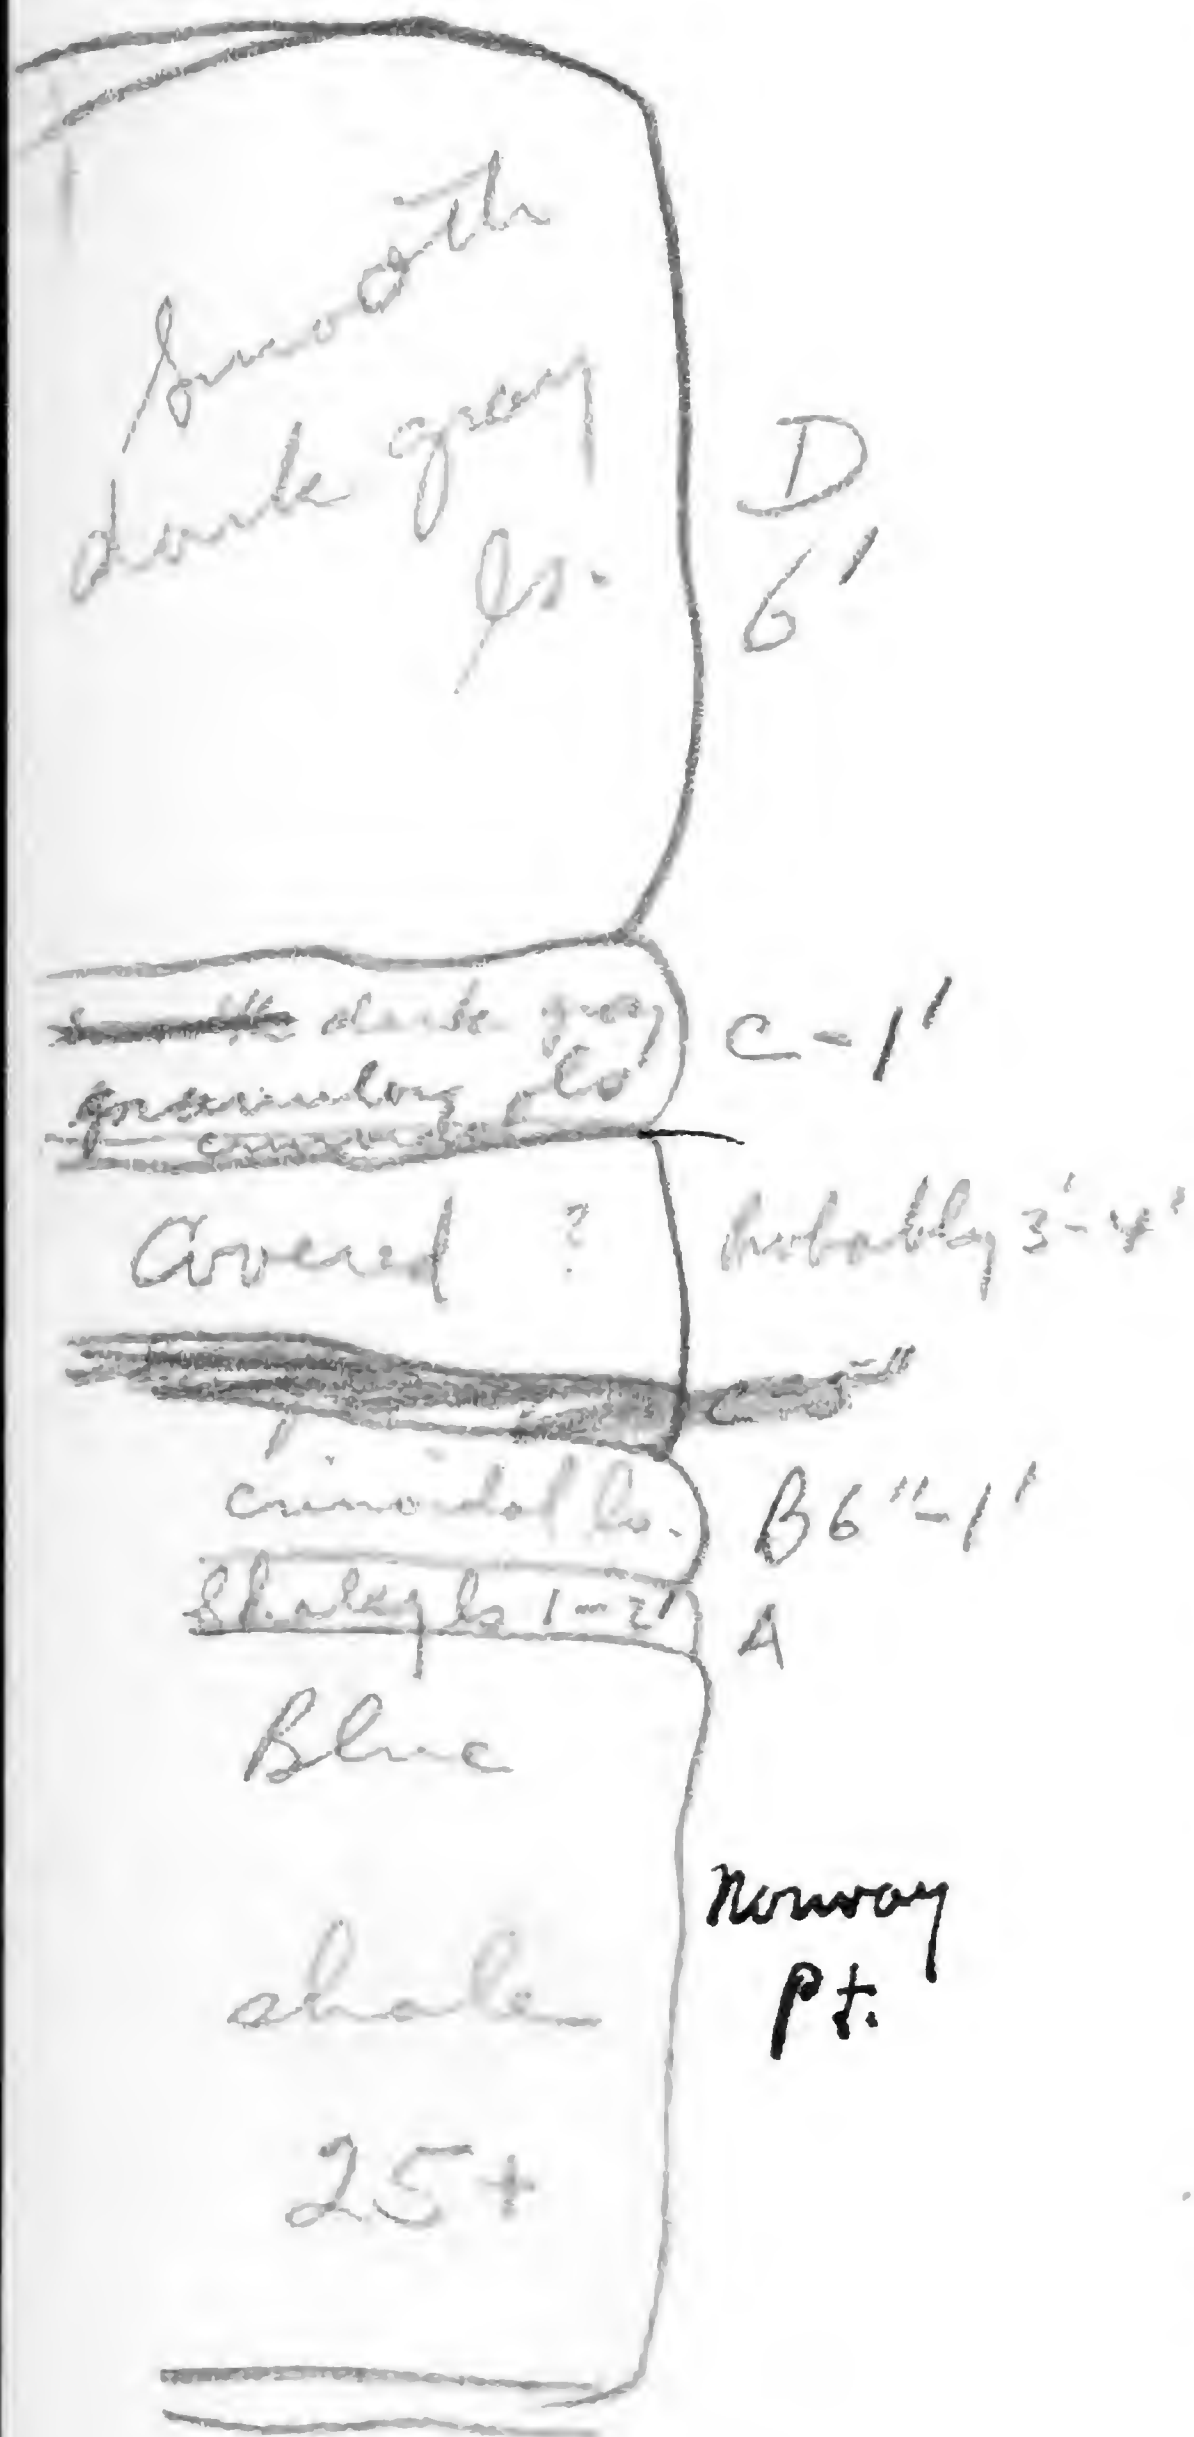 Smooth
dark gray
ls.
D
6'
dark gray
C - 1'
ls
Covered ?
probably 3'-4'
crinoidal ls.
B 6"-1'
Shaley ls 1-2'
A
Blue
shale
25+
Norway
Pt.